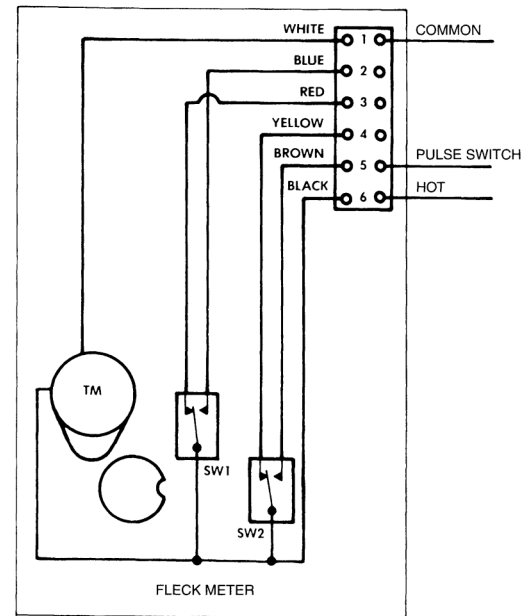 WHITE 1 COMMON
BLUE 2
RED 3
YELLOW 4
BROWN 5 PULSE SWITCH
BLACK 6 HOT
TM
SW1
SW2
FLECK METER